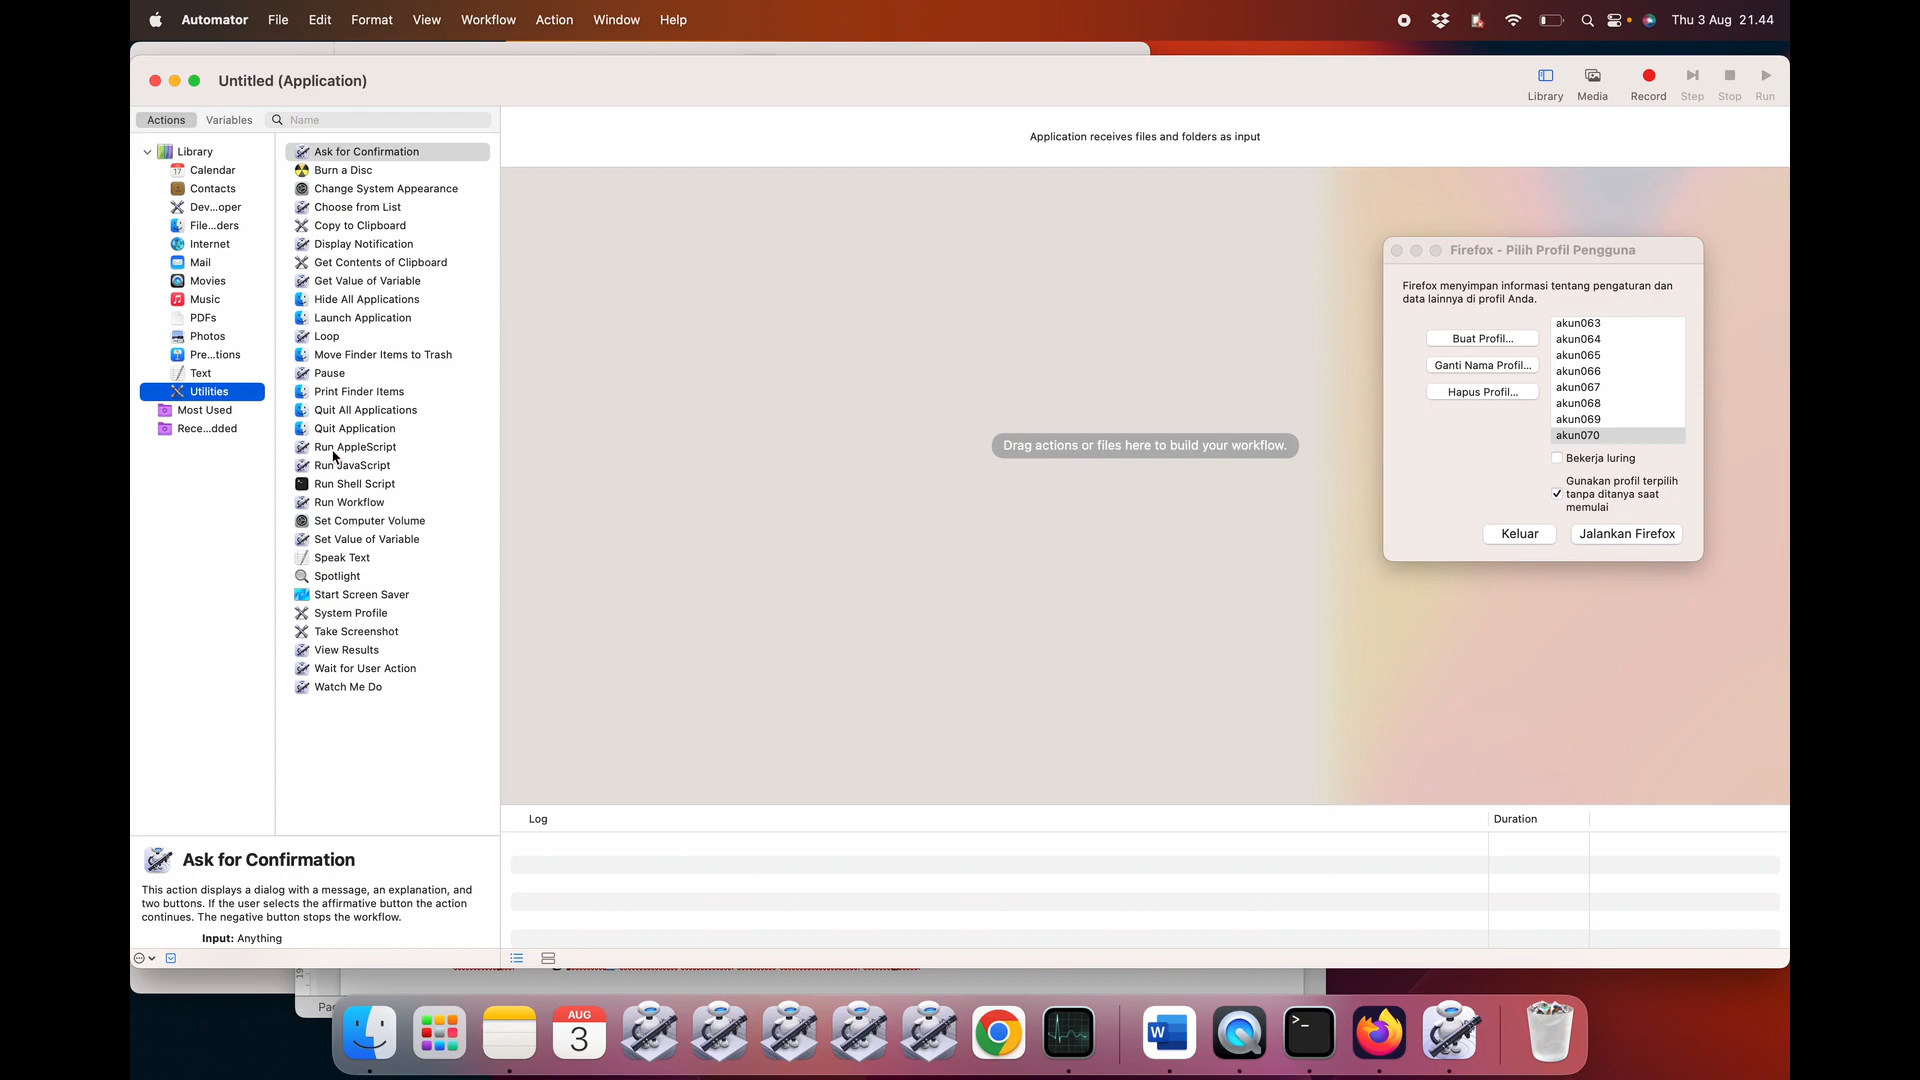 Automator File Edit Format View Workflow Action Window Help
Thu 3 Aug 21.44
Untitled (Application)
Library Media Record Step Stop Run
Actions Variables Name
Application receives files and folders as input
Library
Calendar
Contacts
Dev...oper
File...ders
Internet
Mail
Movies
Music
PDFs
Photos
Pre...tions
Text
Utilities
Most Used
Rece...dded
Ask for Confirmation
Burn a Disc
Change System Appearance
Choose from List
Copy to Clipboard
Display Notification
Get Contents of Clipboard
Get Value of Variable
Hide All Applications
Launch Application
Loop
Move Finder Items to Trash
Pause
Print Finder Items
Quit All Applications
Quit Application
Run AppleScript
Run JavaScript
Run Shell Script
Run Workflow
Set Computer Volume
Set Value of Variable
Speak Text
Spotlight
Start Screen Saver
System Profile
Take Screenshot
View Results
Wait for User Action
Watch Me Do
Drag actions or files here to build your workflow.
Firefox - Pilih Profil Pengguna
Firefox menyimpan informasi tentang pengaturan dan
data lainnya di profil Anda.
Buat Profil...
Ganti Nama Profil...
Hapus Profil...
akun063
akun064
akun065
akun066
akun067
akun068
akun069
akun070
Bekerja luring
Gunakan profil terpilih
tanpa ditanya saat
memulai
Keluar Jalankan Firefox
Log Duration
Ask for Confirmation
This action displays a dialog with a message, an explanation, and
two buttons. If the user selects the affirmative button the action
continues. The negative button stops the workflow.
Input: Anything
AUG
3